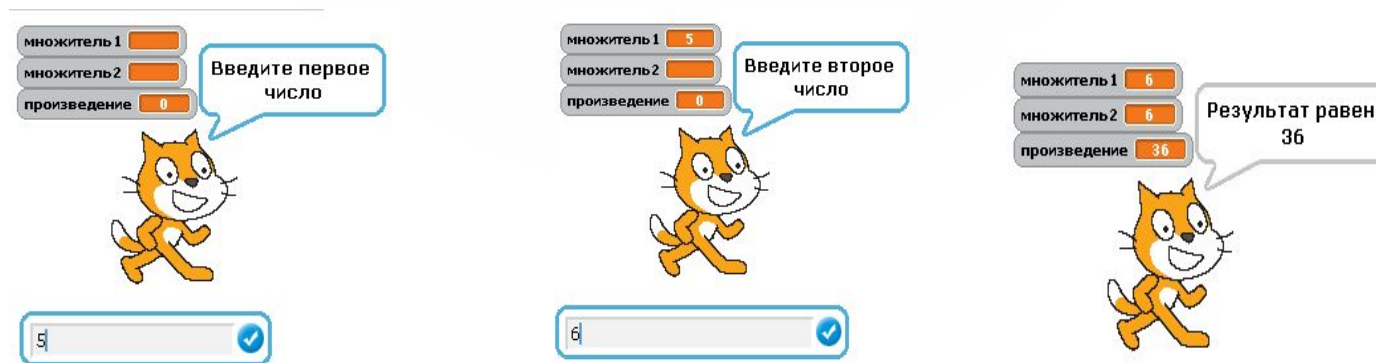 множитель1
множитель2
произведение 0
Введите первое
число
5
множитель1 5
множитель2
произведение 0
Введите второе
число
6
множитель1 6
множитель2 6
произведение 36
Результат равен
36